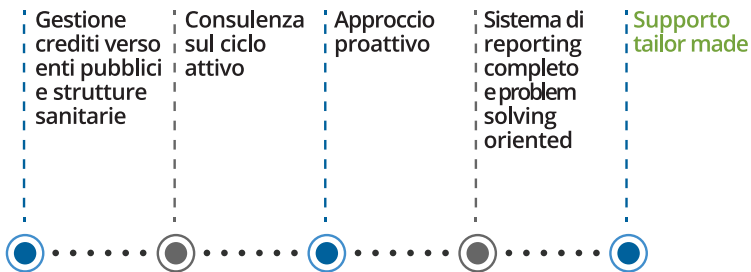 Gestione
crediti verso
enti pubblici
e strutture
sanitarie
Consulenza
sul ciclo
attivo
Approccio
proattivo
Sistema di
reporting
completo
e problem
solving
oriented
Supporto
tailor made